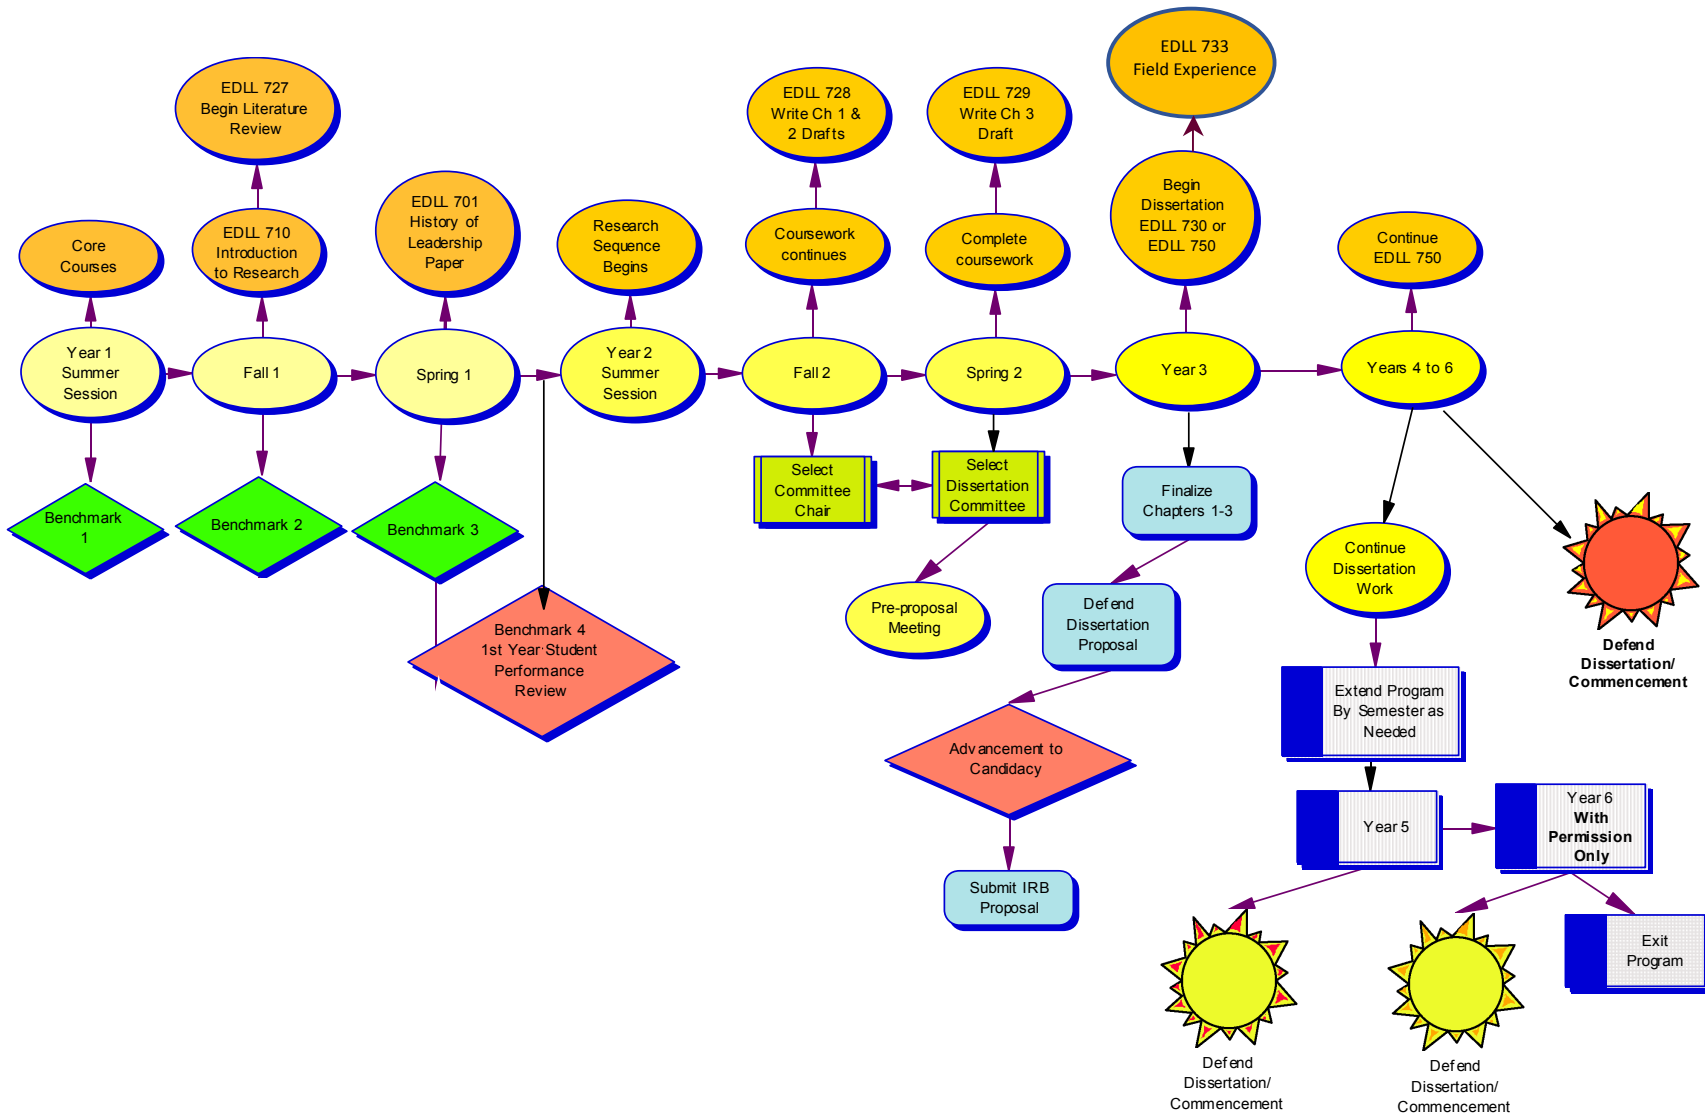 EDLL 733
Field Experience
EDLL 727
Begin Literature
Review
EDLL 728
Write Ch 1 &
2 Drafts
EDLL 729
Write Ch 3
Draft
Core
Courses
EDLL 710
Introduction
to Research
EDLL 701
History of
Leadership
Paper
Research
Sequence
Begins
Coursework
continues
Complete
coursework
Begin
Dissertation
EDLL 730 or
EDLL 750
Continue
EDLL 750
Year 1
Summer
Session
Fall 1
Spring 1
Year 2
Summer
Session
Fall 2
Spring 2
Year 3
Years 4 to 6
Benchmark
1
Benchmark 2
Benchmark 3
Select
Committee
Chair
Select
Dissertation
Committee
Finalize
Chapters 1-3
Continue
Dissertation
Work
Benchmark 4
1st Year Student
Performance
Review
Pre-proposal
Meeting
Defend
Dissertation
Proposal
Defend
Dissertation/
Commencement
Extend Program
By Semester as
Needed
Advancement to
Candidacy
Year 5
Year 6
With
Permission
Only
Submit IRB
Proposal
Exit
Program
Defend
Dissertation/
Commencement
Defend
Dissertation/
Commencement